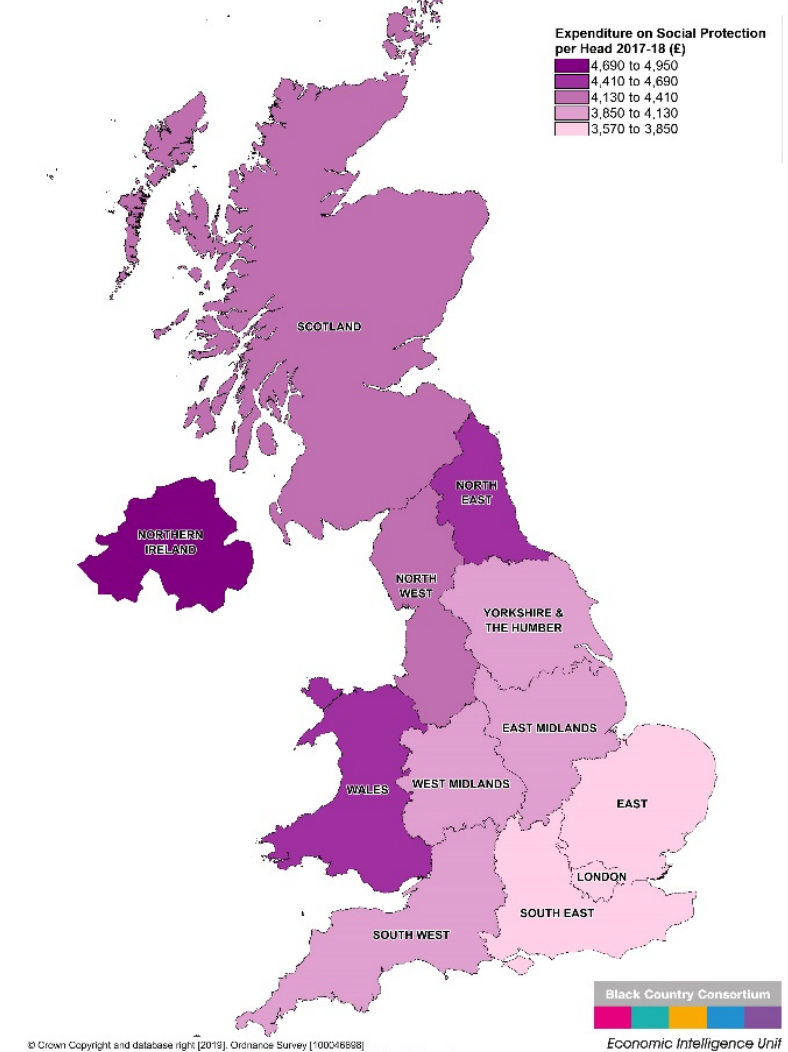 Expenditure on Social Protection
per Head 2017-18 (£)
4,690 to 4,950
4,410 to 4,690
4,130 to 4,410
3,850 to 4,130
3,570 to 3,850
SCOTLAND
NORTH
EAST
NORTHERN
IRELAND
NORTH
WEST
YORKSHIRE &
THE HUMBER
EAST MIDLANDS
WEST MIDLANDS
WALES
EAST
LONDON
SOUTH EAST
SOUTH WEST
Black Country Consortium
Economic Intelligence Unit
© Crown Copyright and database right [2019]. Ordnance Survey [100046698]